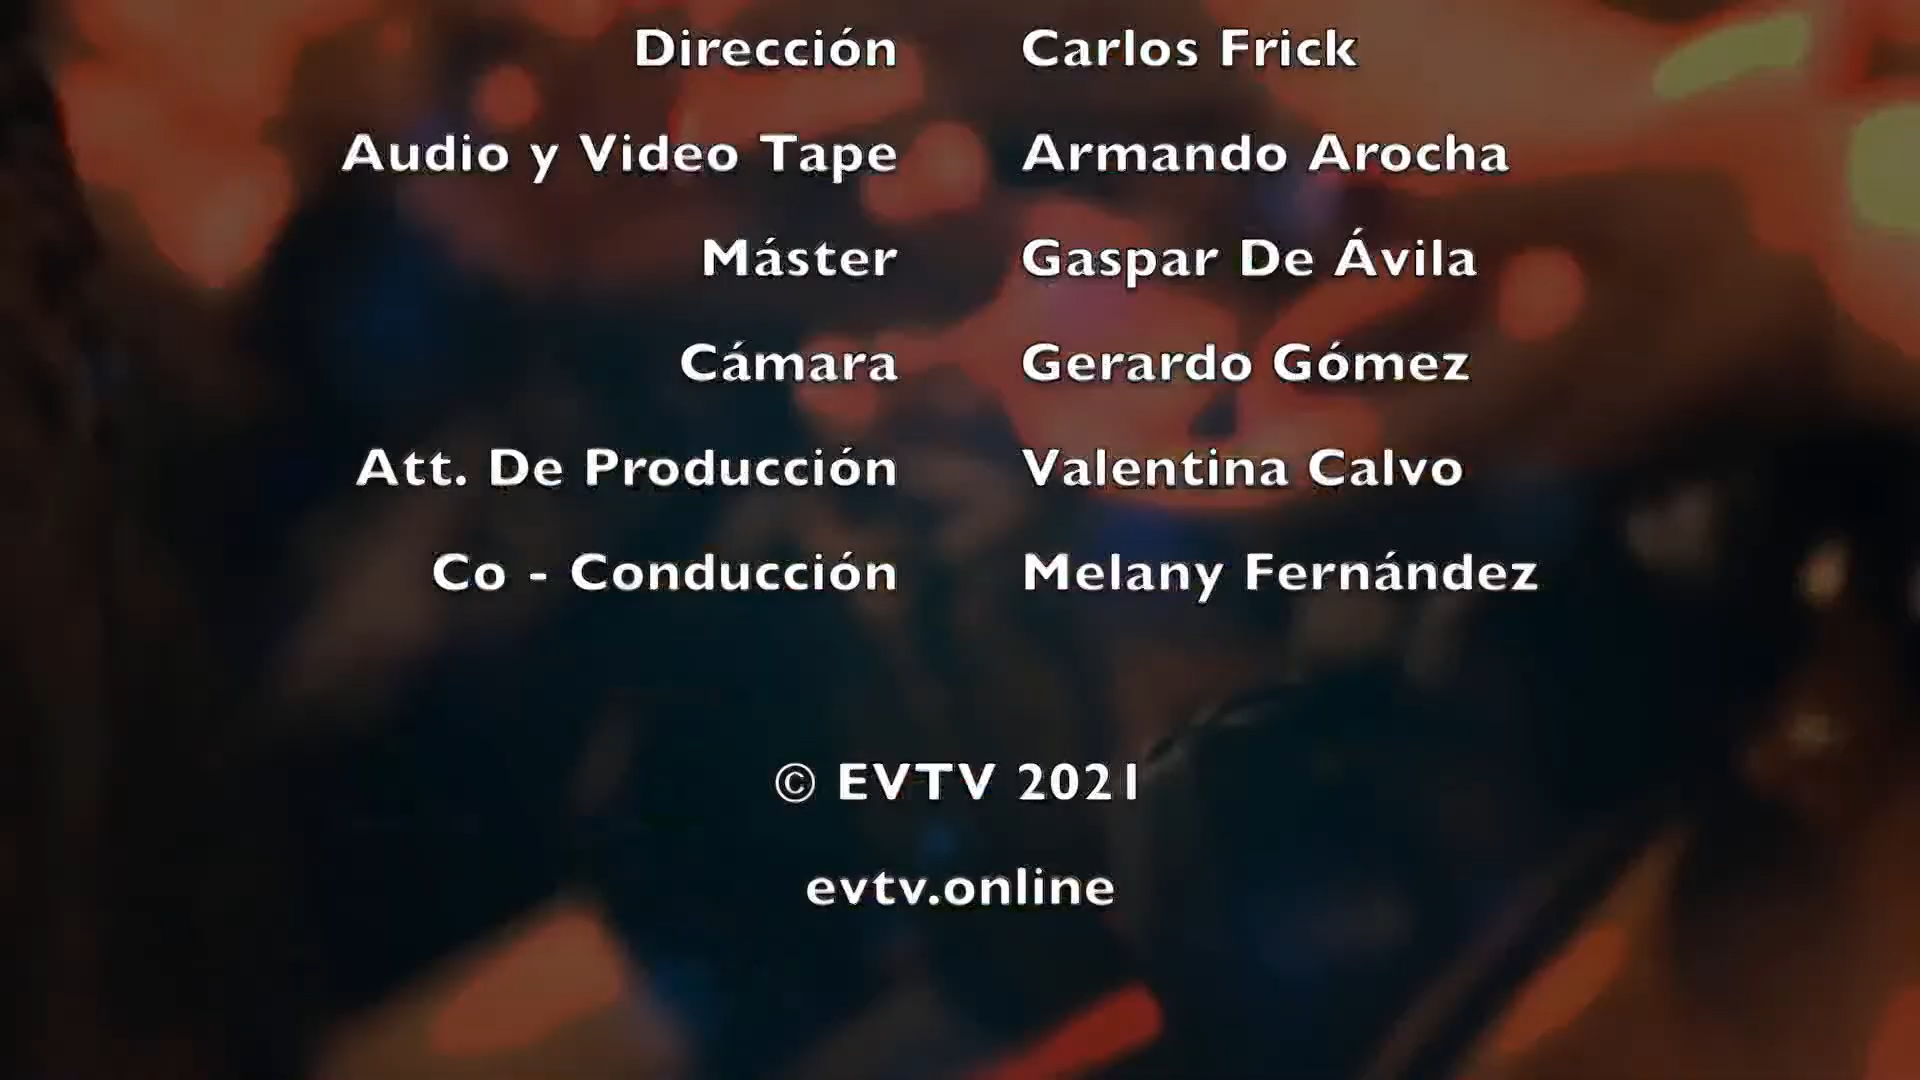 Dirección Carlos Frick
Audio y Video Tape Armando Arocha
Máster Gaspar De Ávila
Cámara Gerardo Gómez
Att. De Producción Valentina Calvo
Co - Conducción Melany Fernández
© EVTV 2021
evtv.online